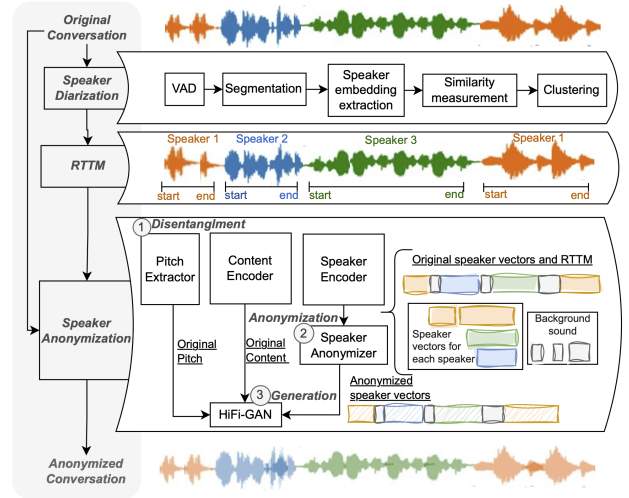 Original
Conversation
Speaker
Diarization
VAD
Segmentation
Speaker
embedding
extraction
Similarity
measurement
Clustering
RTTM
Speaker 1
Speaker 2
Speaker 3
Speaker 1
start
end
start
end
start
end
start
end
1
Disentanglment
Pitch
Extractor
Content
Encoder
Speaker
Encoder
Original speaker vectors and RTTM
Speaker
Anonymization
Anonymization
2
Speaker
Anonymizer
Original
Pitch
Original
Content
Speaker
vectors for
each speaker
Background
sound
3
Generation
HiFi-GAN
Anonymized
speaker vectors
Anonymized
Conversation